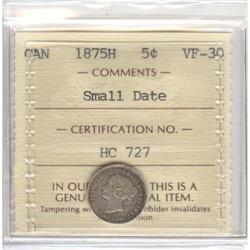 CAN 1875H 5¢ VF-30
— COMMENTS —
Small Date
— CERTIFICATION NO. —
HC 727
IN OU THIS IS A
GENU AL ITEM.
Tampering w holder invalidates
nion